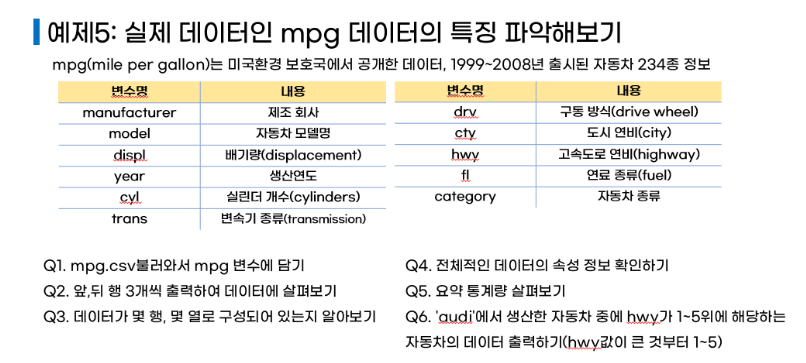 예제5: 실제 데이터인 mpg 데이터의 특징 파악해보기
mpg(mile per gallon)는 미국환경 보호국에서 공개한 데이터, 1999~2008년 출시된 자동차 234종 정보
변수명 내용
manufacturer 제조 회사
model 자동차 모델명
displ 배기량(displacement)
year 생산연도
cyl 실린더 개수(cylinders)
trans 변속기 종류(transmission)
변수명 내용
drv 구동 방식(drive wheel)
cty 도시 연비(city)
hwy 고속도로 연비(highway)
fl 연료 종류(fuel)
category 자동차 종류
Q1. mpg.csv불러와서 mpg 변수에 담기
Q2. 앞,뒤 행 3개씩 출력하여 데이터에 살펴보기
Q3. 데이터가 몇 행, 몇 열로 구성되어 있는지 알아보기
Q4. 전체적인 데이터의 속성 정보 확인하기
Q5. 요약 통계량 살펴보기
Q6. 'audi'에서 생산한 자동차 중에 hwy가 1~5위에 해당하는
자동차의 데이터 출력하기(hwy값이 큰 것부터 1~5)